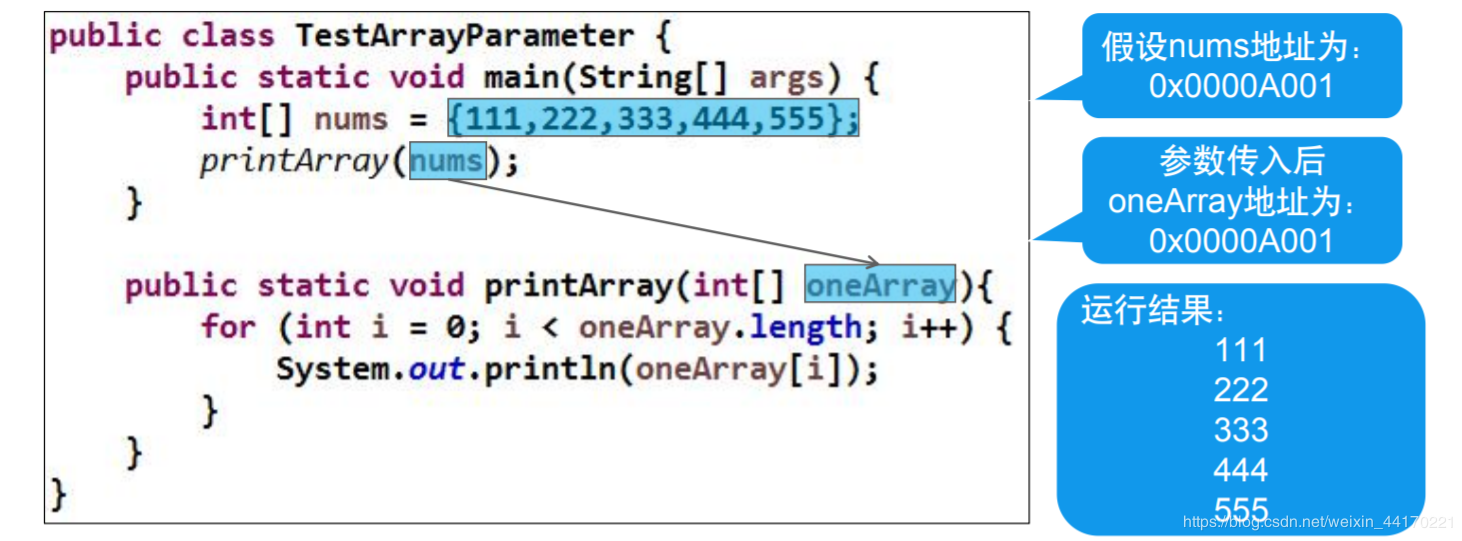 public class TestArrayParameter {
public static void main(String[] args) {
int[] nums = {111,222,333,444,555};
printArray(nums);
}
public static void printArray(int[] oneArray){
for (int i = 0; i < oneArray.length; i++) {
System.out.println(oneArray[i]);
}
}
}
假设nums地址为：
0x0000A001
参数传入后
oneArray地址为：
0x0000A001
运行结果：
111
222
333
444
555
https://blog.csdn.net/weixin_44170221